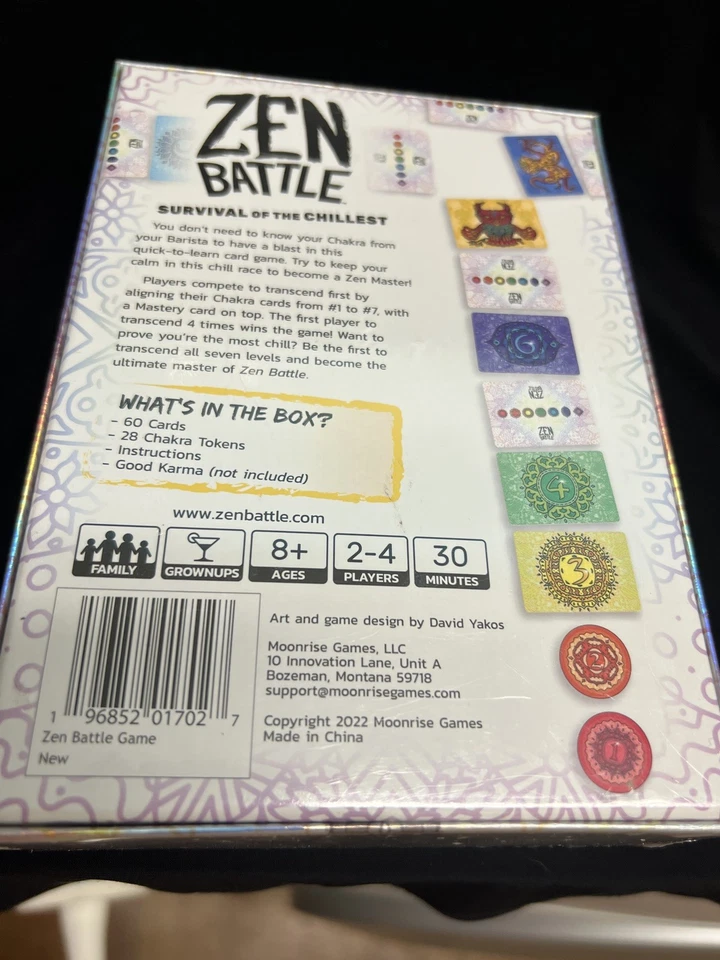 ZEN
BATTLE
SURVIVAL OF THE CHILLEST
You don't need to know your Chakra from
your Barista to have a blast in this
quick-to-learn card game. Try to keep your
calm in this chill race to become a Zen Master!
Players compete to transcend first by
aligning their Chakra cards from #1 to #7, with
a Mastery card on top. The first player to
transcend 4 times wins the game! Want to
prove you're the most chill? Be the first to
transcend all seven levels and become the
ultimate master of Zen Battle.
WHAT'S IN THE BOX?
- 60 Cards
- 28 Chakra Tokens
- Instructions
- Good Karma (not included)
www.zenbattle.com
FAMILY
GROWNUPS
8+
AGES
2-4
PLAYERS
30
MINUTES
Art and game design by David Yakos
Moonrise Games, LLC
10 Innovation Lane, Unit A
Bozeman, Montana 59718
support@moonrisegames.com
Copyright 2022 Moonrise Games
Made in China
1 96852 01702 7
Zen Battle Game
New
ZEN
ZEN
BATTLE
4
3
2
1